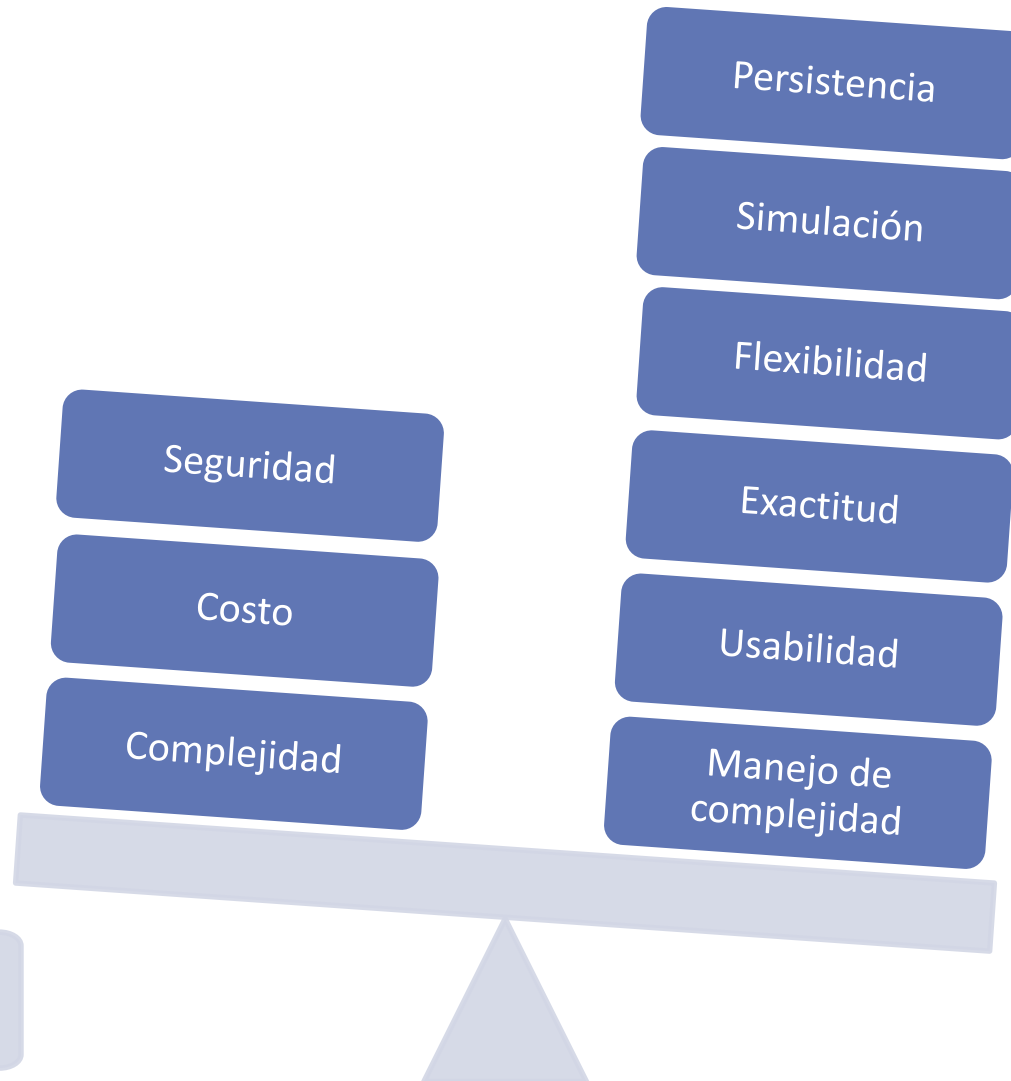 Persistencia
Simulación
Flexibilidad
Exactitud
Usabilidad
Manejo de
complejidad
Seguridad
Costo
Complejidad